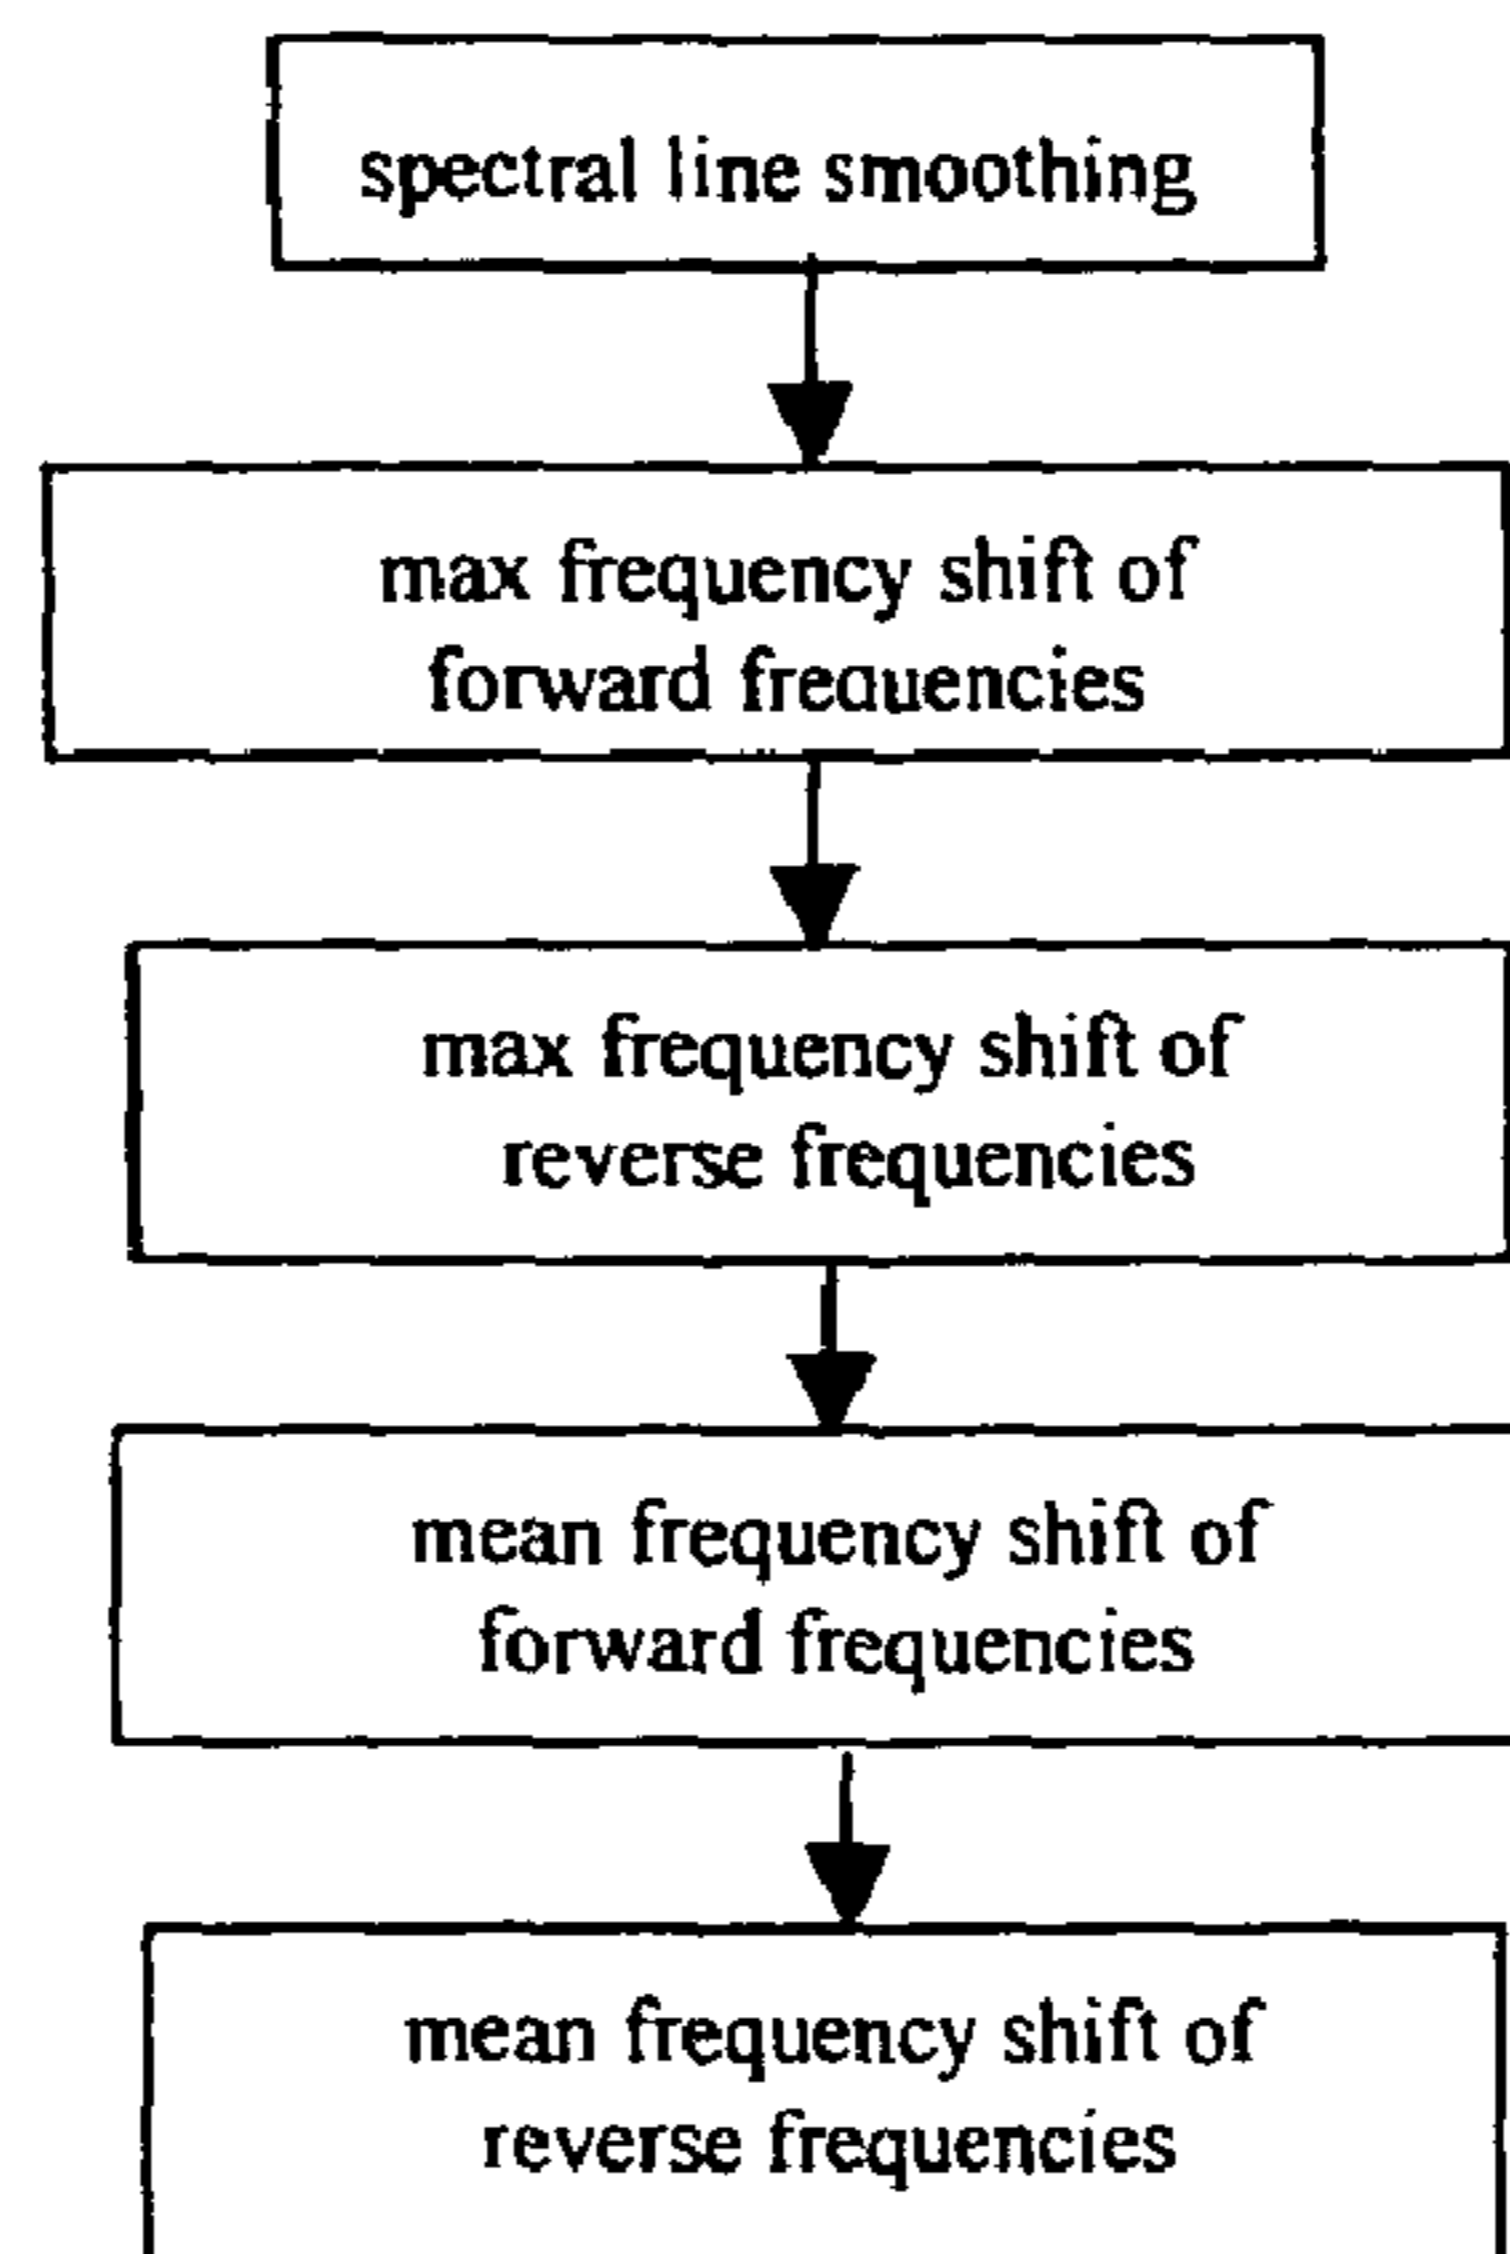 spectral line smoothing
max frequency shift of
forward frequencies
max frequency shift of
reverse frequencies
mean frequency shift of
forward frequencies
mean frequency shift of
reverse frequencies